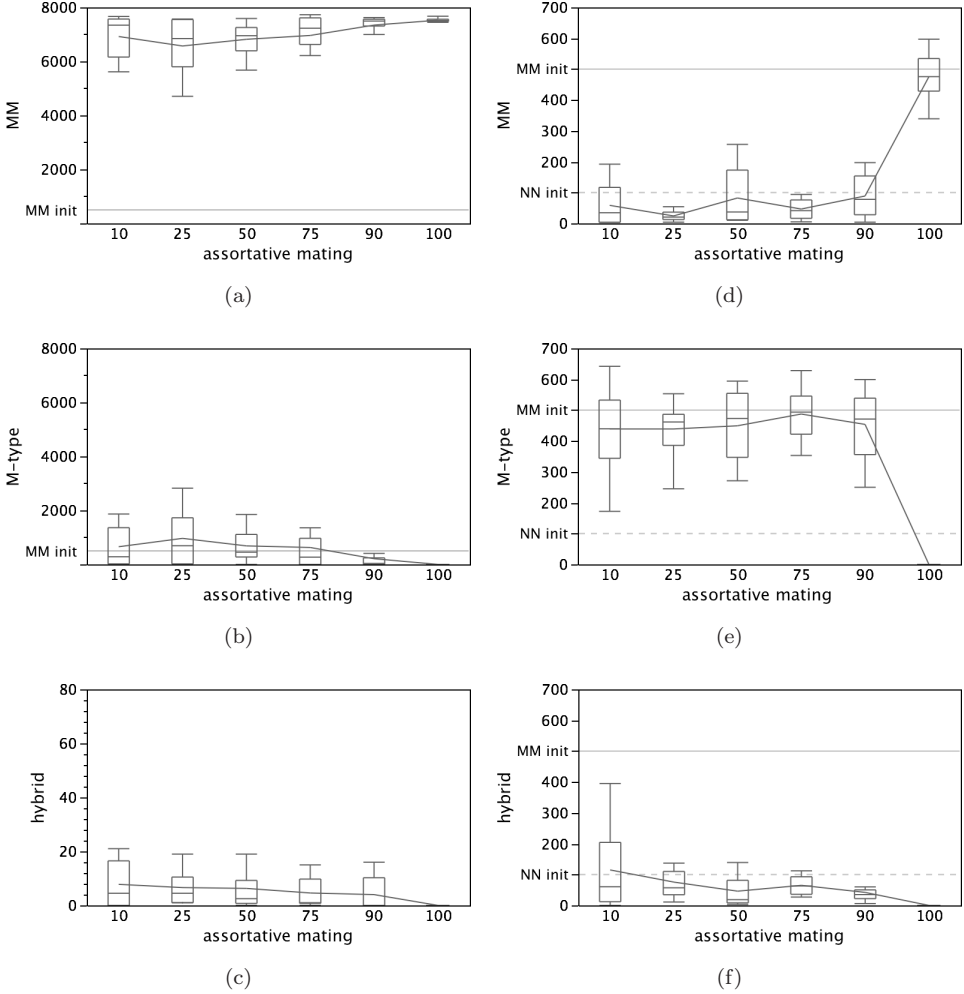 8000
6000
4000
2000
MM init
MM
10 25 50 75 90 100
assortative mating
(a)
700
600
MM init
400
300
200
NN init
0
MM
10 25 50 75 90 100
assortative mating
(d)
8000
6000
4000
2000
MM init
M-type
10 25 50 75 90 100
assortative mating
(b)
700
600
MM init
400
300
200
NN init
0
M-type
10 25 50 75 90 100
assortative mating
(e)
80
60
40
20
0
hybrid
10 25 50 75 90 100
assortative mating
(c)
700
600
MM init
400
300
200
NN init
0
hybrid
10 25 50 75 90 100
assortative mating
(f)